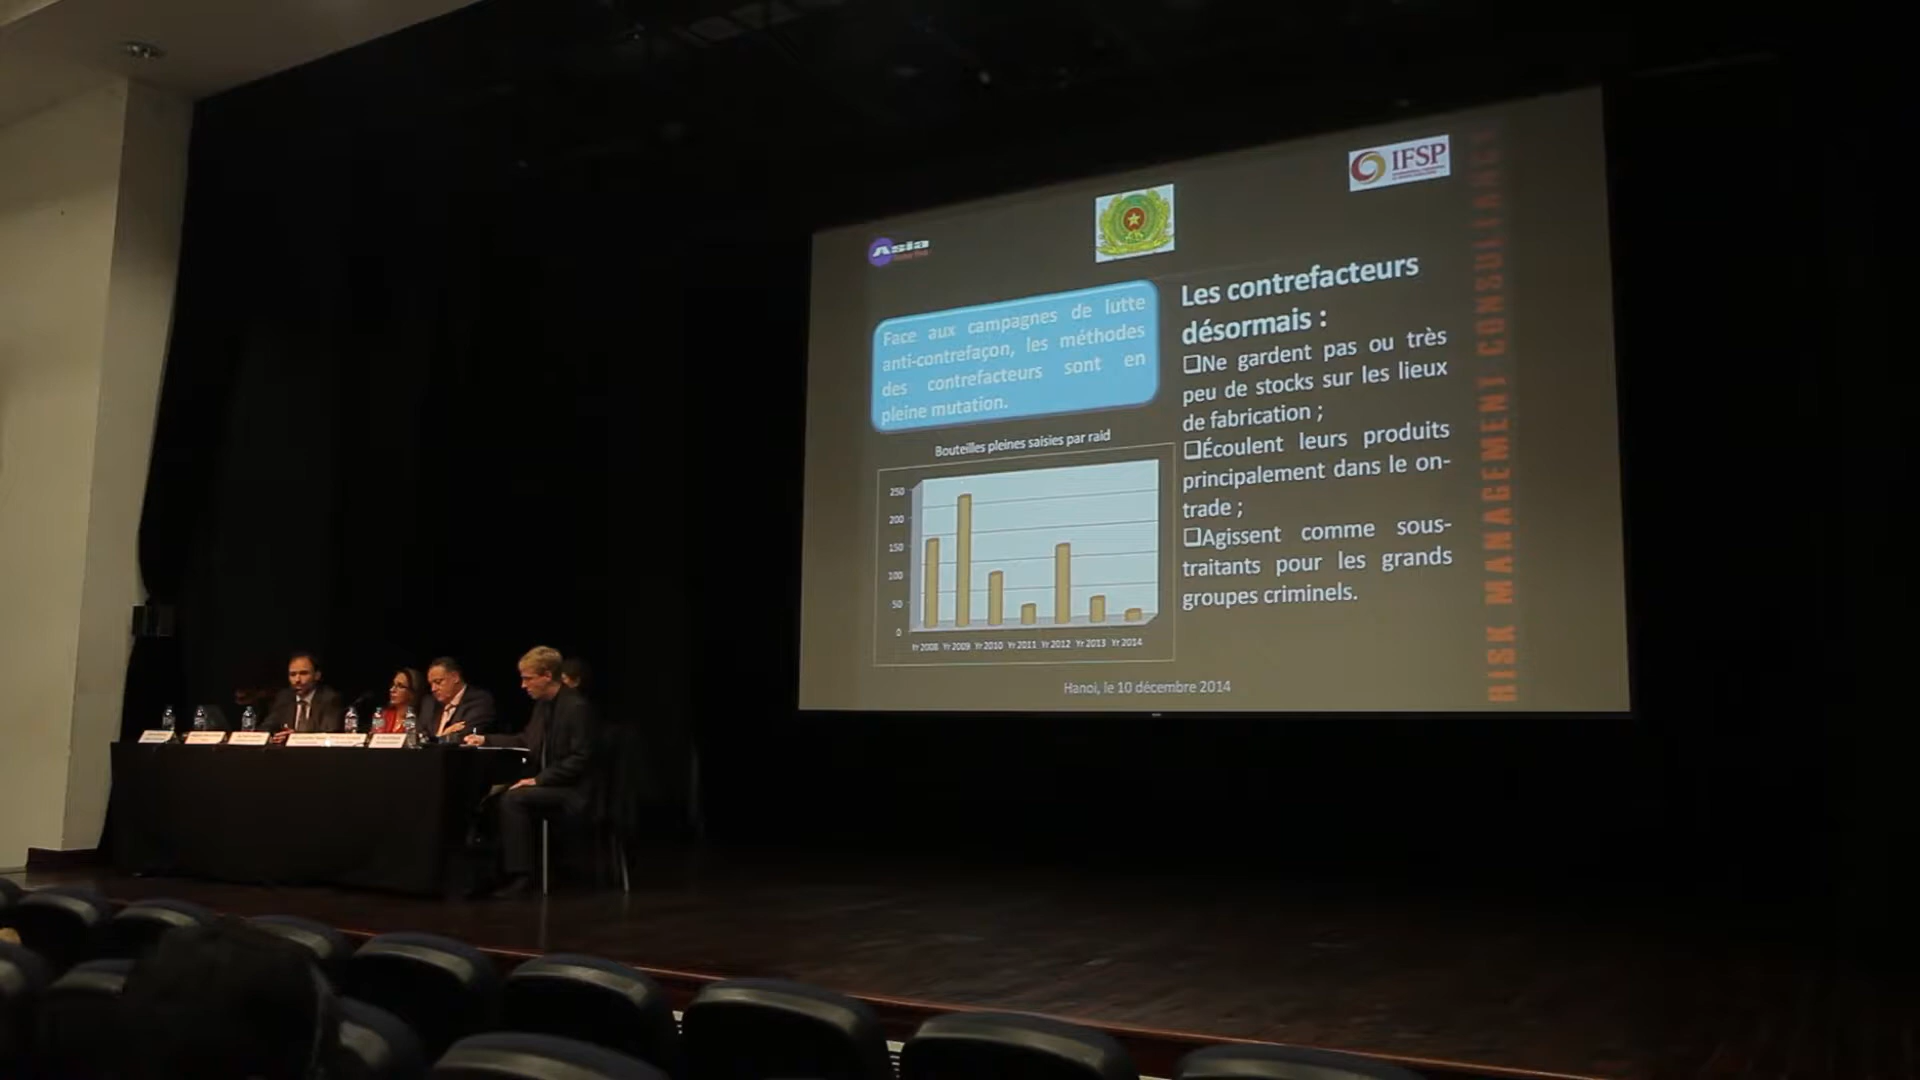 IFSP
Asia
Les contrefacteurs
désormais :
❑Ne gardent pas ou très
peu de stocks sur les lieux
de fabrication ;
❑Écoulent leurs produits
principalement dans le on-
trade ;
❑Agissent comme sous-
traitants pour les grands
groupes criminels.
Face aux campagnes de lutte
anti-contrefaçon, les méthodes
des contrefacteurs sont en
pleine mutation.
Bouteilles pleines saisies par raid
250
200
150
100
50
0
Yr 2008 Yr 2009 Yr 2010 Yr 2011 Yr 2012 Yr 2013 Yr 2014
Hanoi, le 10 décembre 2014
RISK MANAGEMENT CONSULTANCY